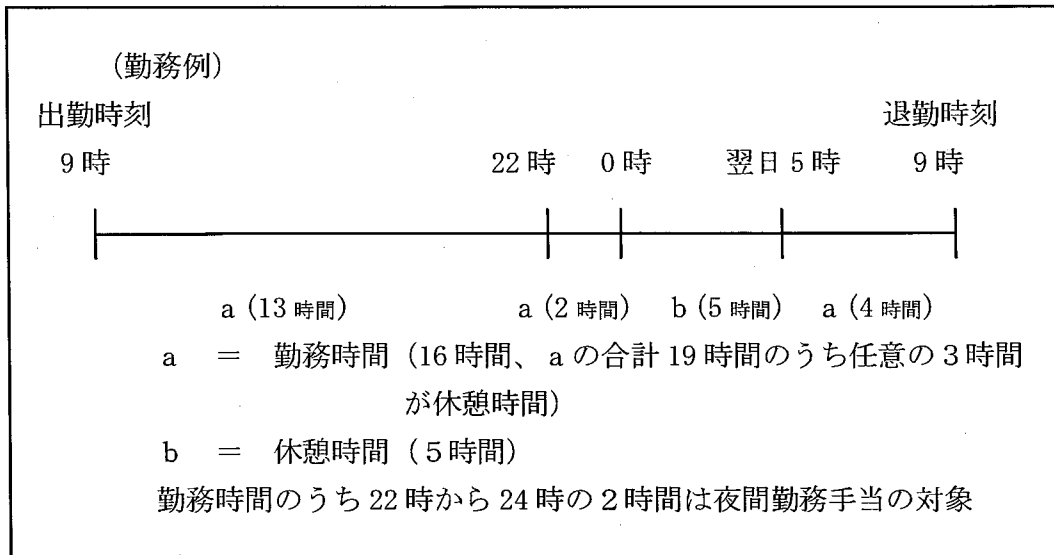 （勤務例）
出勤時刻 退勤時刻
9時 22時 0時 翌日5時 9時
a（13時間） a（2時間） b（5時間） a（4時間）
a ＝ 勤務時間（16時間、aの合計19時間のうち任意の3時間
が休憩時間）
b ＝ 休憩時間（5時間）
勤務時間のうち22時から24時の2時間は夜間勤務手当の対象